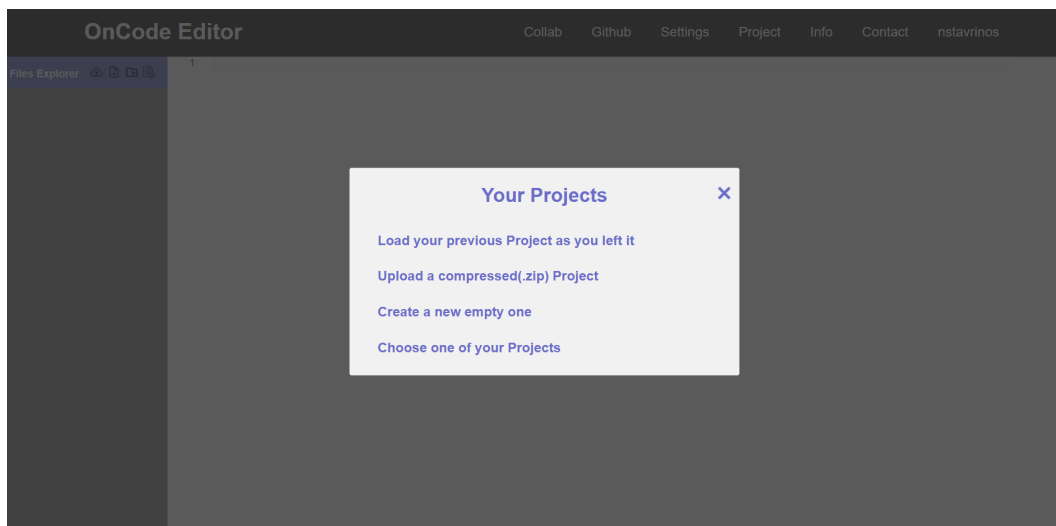 OnCode Editor
Collab Github Settings Project Info Contact nstavrinos
Files Explorer
1
Your Projects
Load your previous Project as you left it
Upload a compressed(.zip) Project
Create a new empty one
Choose one of your Projects